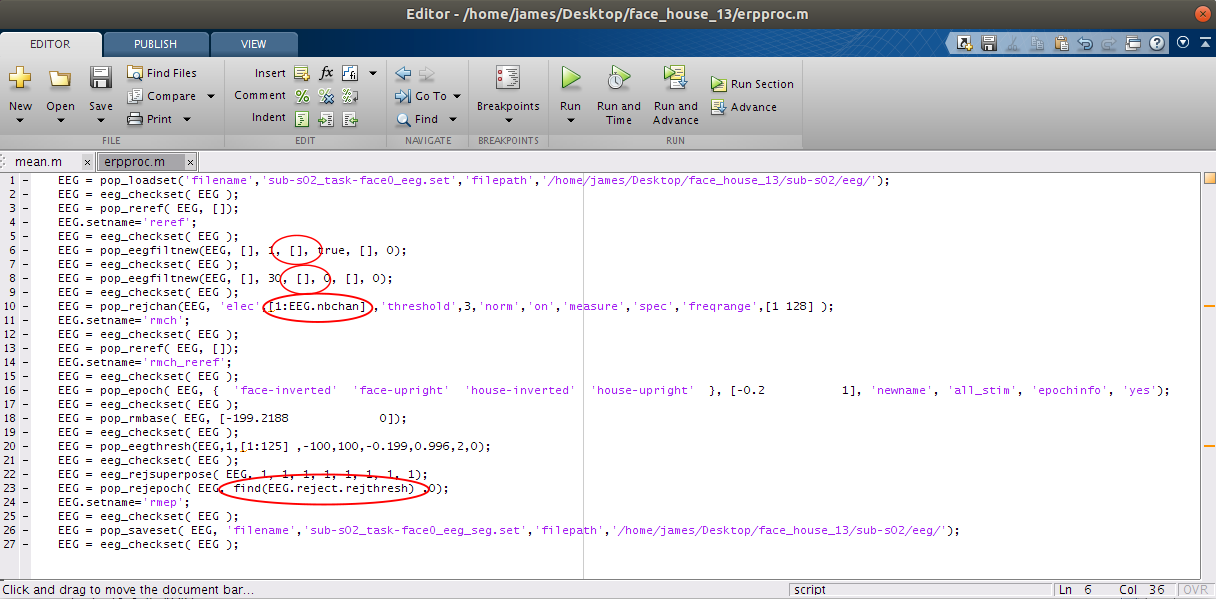 Editor - /home/james/Desktop/face_house_13/erpproc.m
EDITOR PUBLISH VIEW
New Open Save Find Files Compare Print
FILE
Insert fx
Comment
Indent
EDIT
Go To
Find
NAVIGATE
Breakpoints
BREAKPOINTS
Run Run and Time Run and Advance Run Section Advance
RUN
mean.m × erpproc.m ×
1 – EEG = pop_loadset('filename','sub-s02_task-face0_eeg.set','filepath','/home/james/Desktop/face_house_13/sub-s02/eeg/');
2 – EEG = eeg_checkset( EEG );
3 – EEG = pop_reref( EEG, []);
4 – EEG.setname='reref';
5 – EEG = eeg_checkset( EEG );
6 – EEG = pop_eegfiltnew(EEG, [], 1, [], true, [], 0);
7 – EEG = eeg_checkset( EEG );
8 – EEG = pop_eegfiltnew(EEG, [], 30, [], 0, [], 0);
9 – EEG = eeg_checkset( EEG );
10 – EEG = pop_rejchan(EEG, 'elec',[1:EEG.nbchan] ,'threshold',3,'norm','on','measure','spec','freqrange',[1 128] );
11 – EEG.setname='rmch';
12 – EEG = eeg_checkset( EEG );
13 – EEG = pop_reref( EEG, []);
14 – EEG.setname='rmch_reref';
15 – EEG = eeg_checkset( EEG );
16 – EEG = pop_epoch( EEG, { 'face-inverted' 'face-upright' 'house-inverted' 'house-upright' }, [-0.2 1], 'newname', 'all_stim', 'epochinfo', 'yes');
17 – EEG = eeg_checkset( EEG );
18 – EEG = pop_rmbase( EEG, [-199.2188 0]);
19 – EEG = eeg_checkset( EEG );
20 – EEG = pop_eegthresh(EEG,1,[1:125] ,-100,100,-0.199,0.996,2,0);
21 – EEG = eeg_checkset( EEG );
22 – EEG = eeg_rejsuperpose( EEG, 1, 1, 1, 1, 1, 1, 1, 1);
23 – EEG = pop_rejepoch( EEG, find(EEG.reject.rejthresh) ,0);
24 – EEG.setname='rmep';
25 – EEG = eeg_checkset( EEG );
26 – EEG = pop_saveset( EEG, 'filename','sub-s02_task-face0_eeg_seg.set','filepath','/home/james/Desktop/face_house_13/sub-s02/eeg/');
27 – EEG = eeg_checkset( EEG );
Click and drag to move the document bar... script Ln 6 Col 36 OVR